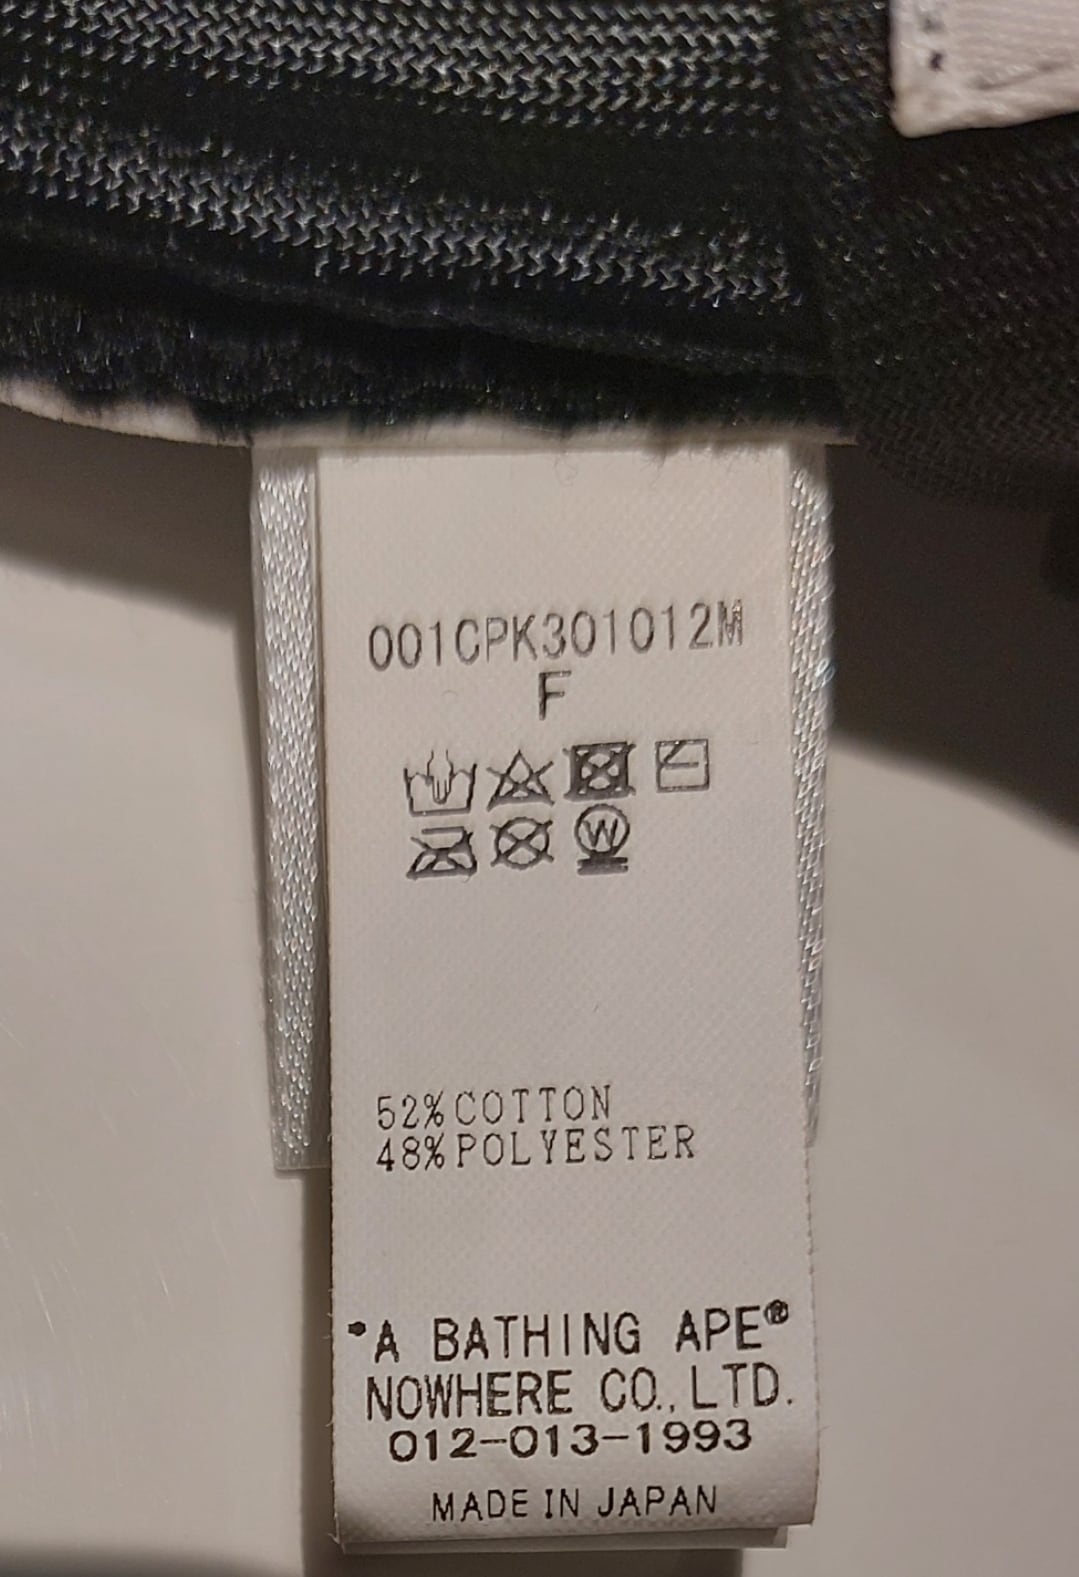 001CPK301012M
F
W
52%COTTON
48%POLYESTER
"A BATHING APE®
NOWHERE CO.,LTD.
012-013-1993
MADE IN JAPAN